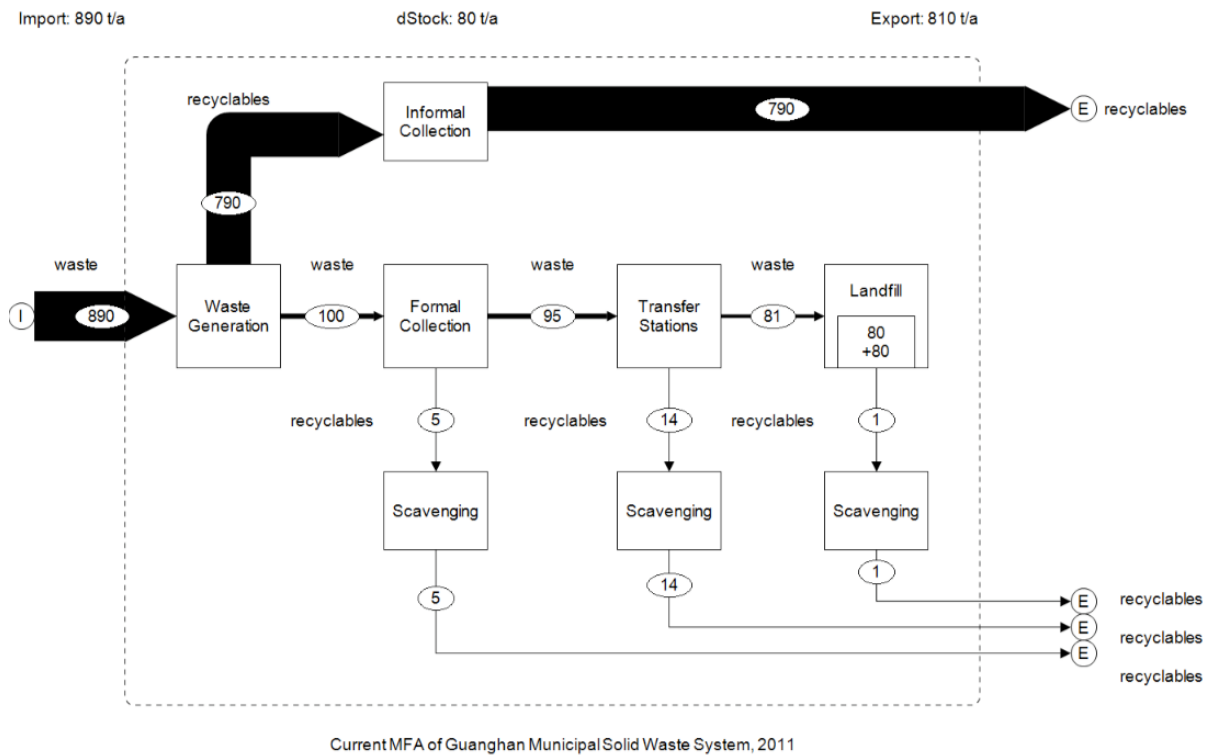 Import: 890 t/a
dStock: 80 t/a
Export: 810 t/a
recyclables
Informal
Collection
790
E
recyclables
790
waste
waste
waste
waste
I
890
Waste
Generation
100
Formal
Collection
95
Transfer
Stations
81
Landfill
80
+80
recyclables
5
recyclables
14
recyclables
1
Scavenging
Scavenging
Scavenging
5
14
1
E
recyclables
E
recyclables
E
recyclables
Current MFA of Guanghan Municipal Solid Waste System, 2011